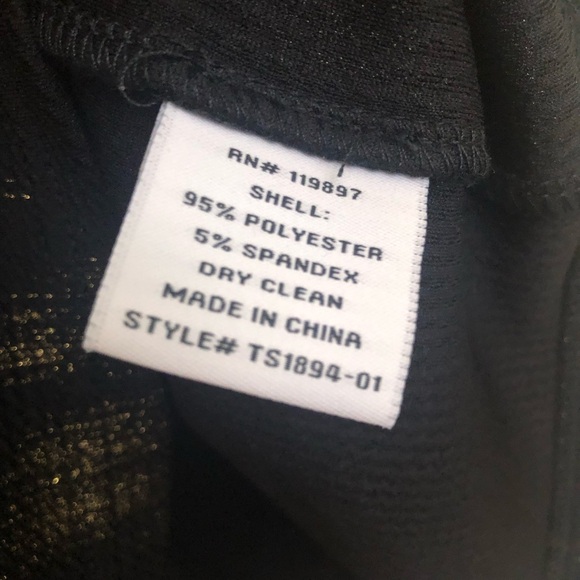 RN# 119897
SHELL:
95% POLYESTER
5% SPANDEX
DRY CLEAN
MADE IN CHINA
STYLE# TS1894-01